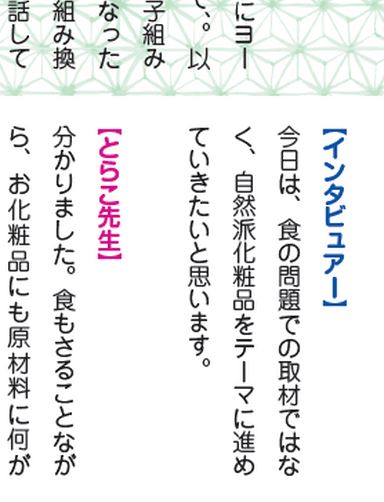 にヨー
で、。以
子組み
なった
組み換
話して
【インタビュアー】
今日は、食の問題での取材ではな
く、自然派化粧品をテーマに進め
ていきたいと思います。
【とらこ先生】
分かりました。食もさることなが
ら、お化粧品にも原材料に何が